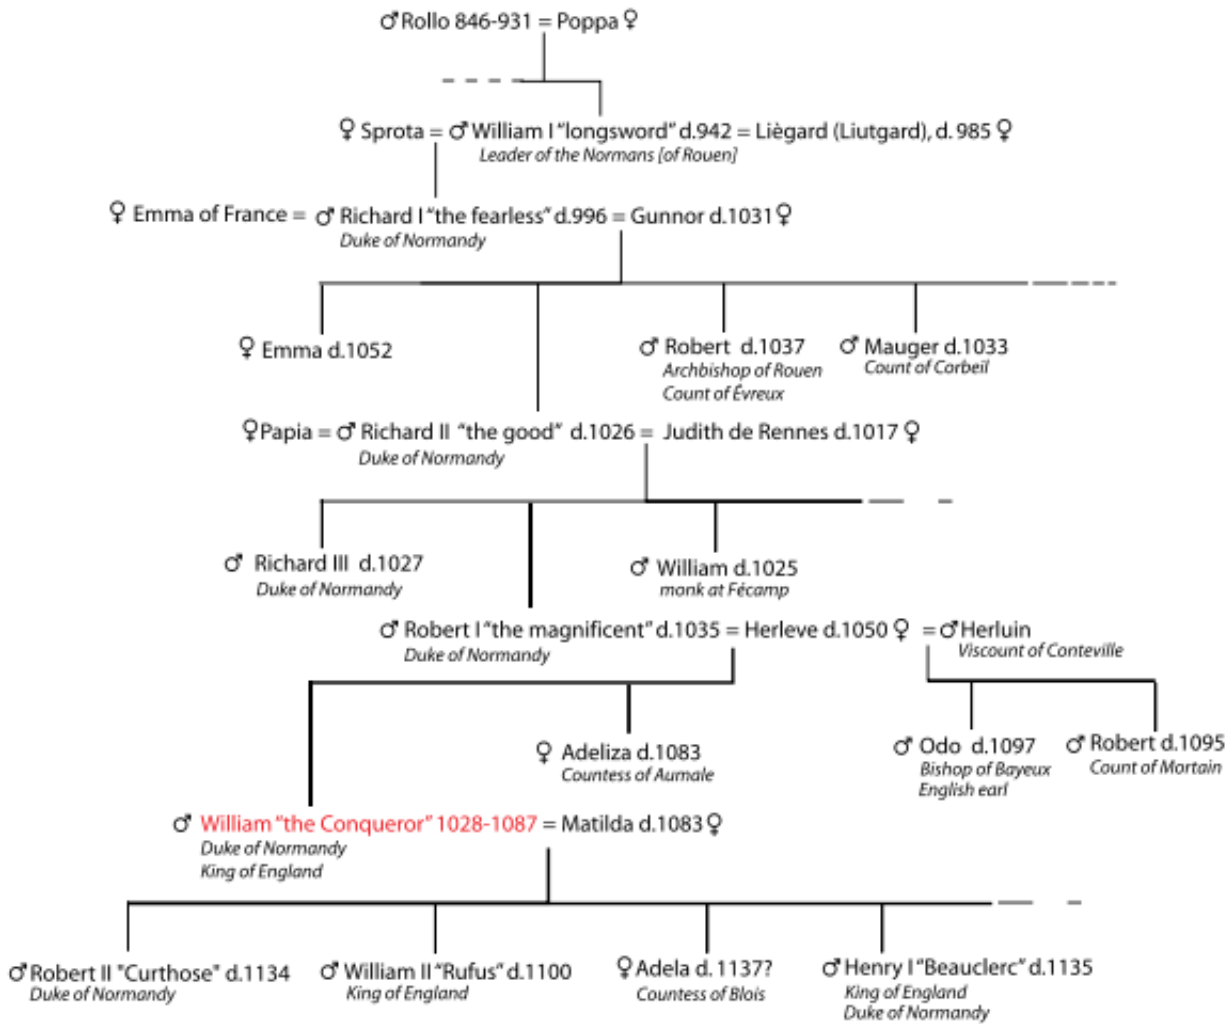 ♂Rollo 846-931 = Poppa ♀
♀ Sprota = ♂ William I “longsword” d.942 = Liègard (Liutgard), d. 985 ♀
Leader of the Normans [of Rouen]
♀ Emma of France = ♂ Richard I “the fearless” d.996 = Gunnor d.1031 ♀
Duke of Normandy
♀ Emma d.1052
♂ Robert d.1037
Archbishop of Rouen
Count of Évreux
♂ Mauger d.1033
Count of Corbeil
♀Papia = ♂ Richard II “the good” d.1026 = Judith de Rennes d.1017 ♀
Duke of Normandy
♂ Richard III d.1027
Duke of Normandy
♂ William d.1025
monk at Fécamp
♂ Robert I “the magnificent” d.1035 = Herleve d.1050 ♀ = ♂ Herluin
Duke of Normandy
Viscount of Conteville
♀ Adeliza d.1083
Countess of Aumale
♂ Odo d.1097
Bishop of Bayeux
English earl
♂ Robert d.1095
Count of Mortain
♂ William “the Conqueror” 1028-1087 = Matilda d.1083 ♀
Duke of Normandy
King of England
♂ Robert II "Curthose" d.1134
Duke of Normandy
♂ William II “Rufus” d.1100
King of England
♀ Adela d. 1137?
Countess of Blois
♂ Henry I “Beauclerc” d.1135
King of England
Duke of Normandy